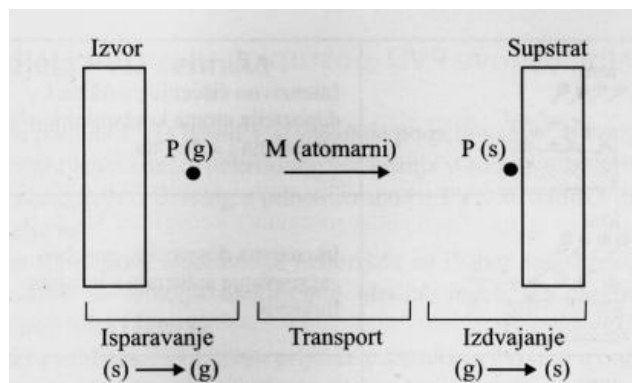 Izvor Supstrat
P (g) M (atomarni) P (s)
Isparavanje Transport Izdvajanje
(s) → (g) (g) → (s)